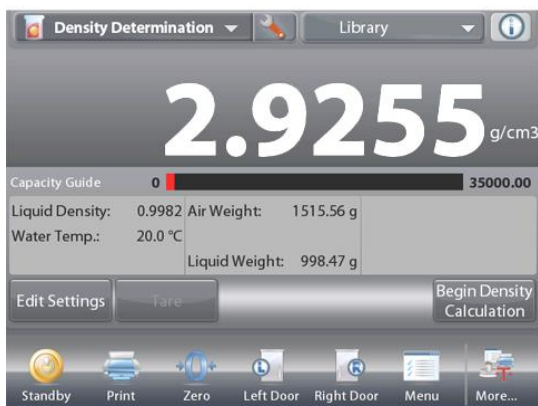 Density Determination
Library
2.9255 g/cm3
Capacity Guide 0 35000.00
Liquid Density: 0.9982 Air Weight: 1515.56 g
Water Temp.: 20.0 °C
Liquid Weight: 998.47 g
Edit Settings Tare Begin Density
Calculation
Standby Print Zero Left Door Right Door Menu More...